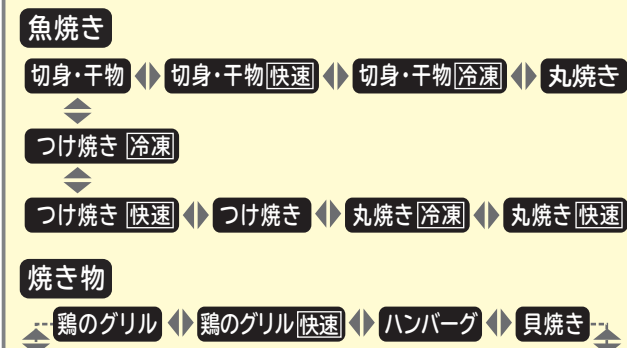 魚焼き
切身・干物 切身・干物 快速 切身・干物 冷凍 丸焼き
つけ焼き 冷凍
つけ焼き 快速 つけ焼き 丸焼き 冷凍 丸焼き 快速
焼き物
鶏のグリル 鶏のグリル 快速 ハンバーグ 貝焼き